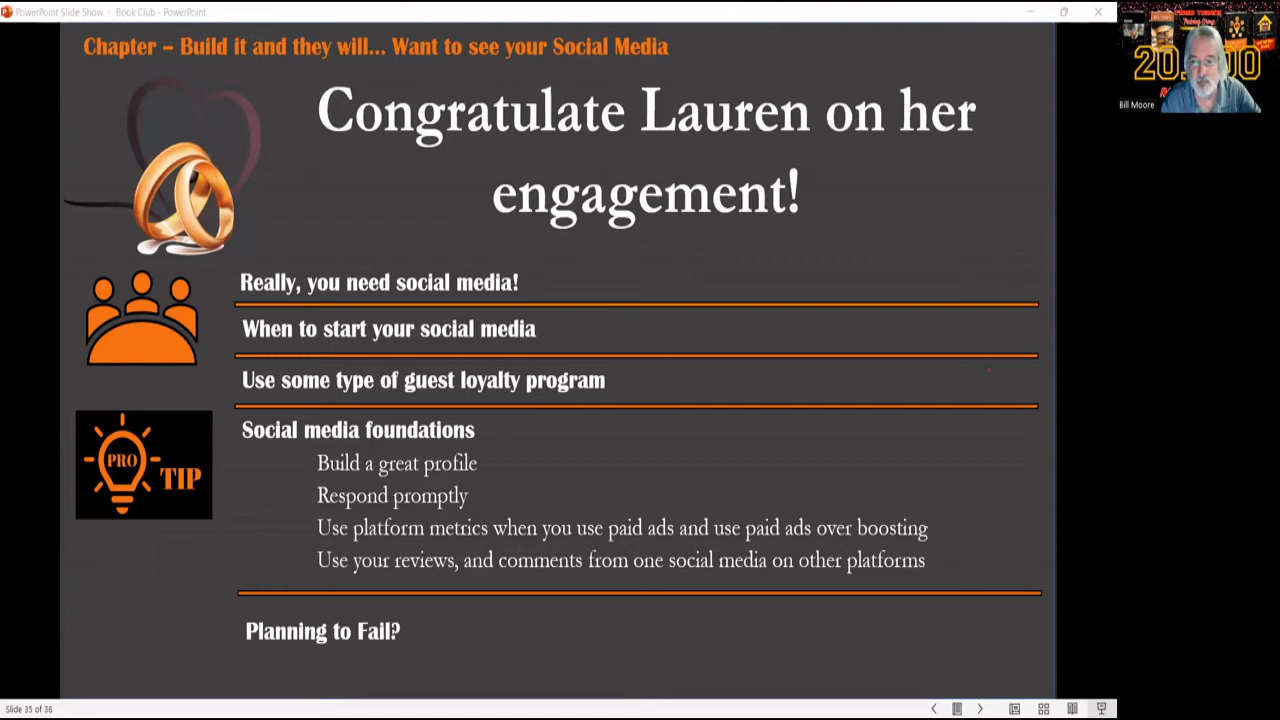 PowerPoint Slide Show - Book Club - PowerPoint
Chapter – Build it and they will... Want to see your Social Media
Congratulate Lauren on her
engagement!
Really, you need social media!
When to start your social media
Use some type of guest loyalty program
Social media foundations
Build a great profile
Respond promptly
Use platform metrics when you use paid ads and use paid ads over boosting
Use your reviews, and comments from one social media on other platforms
PRO
TIP
Planning to Fail?
Slide 35 of 38
Bill Moore